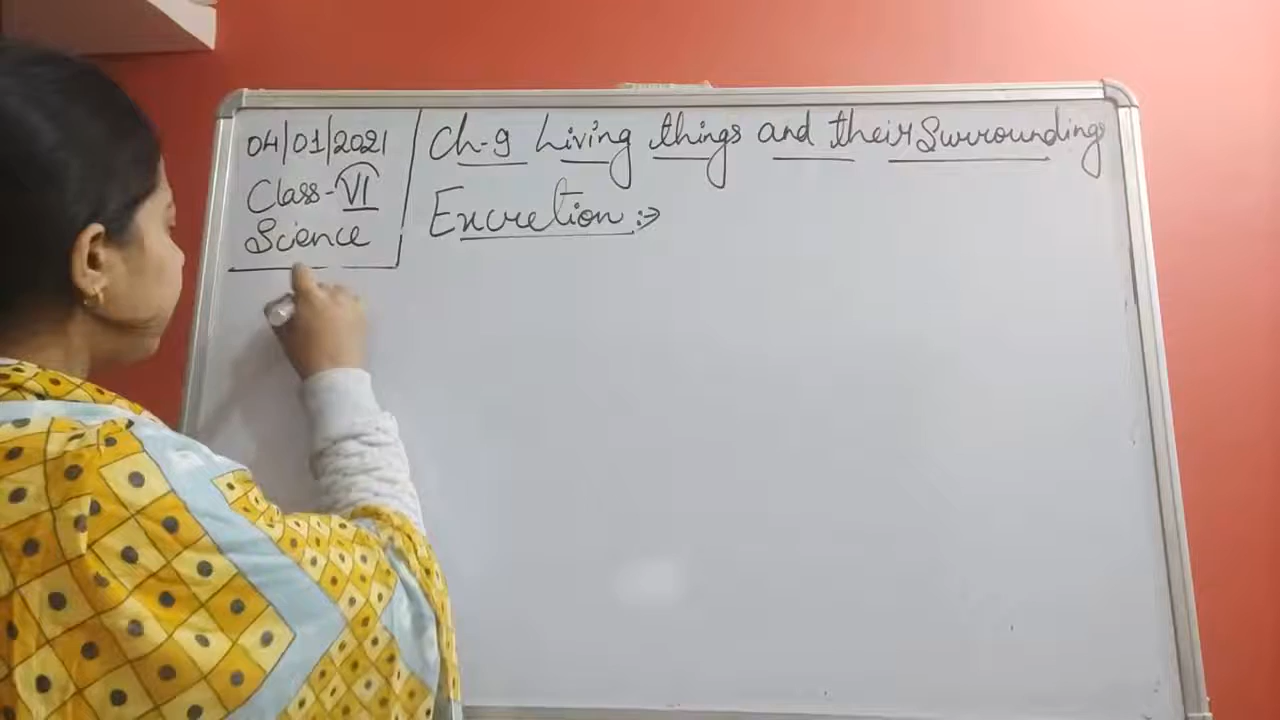 04/01/2021
Class-VI
Science
Ch-9 Living things and their Surroundings
Excretion :→